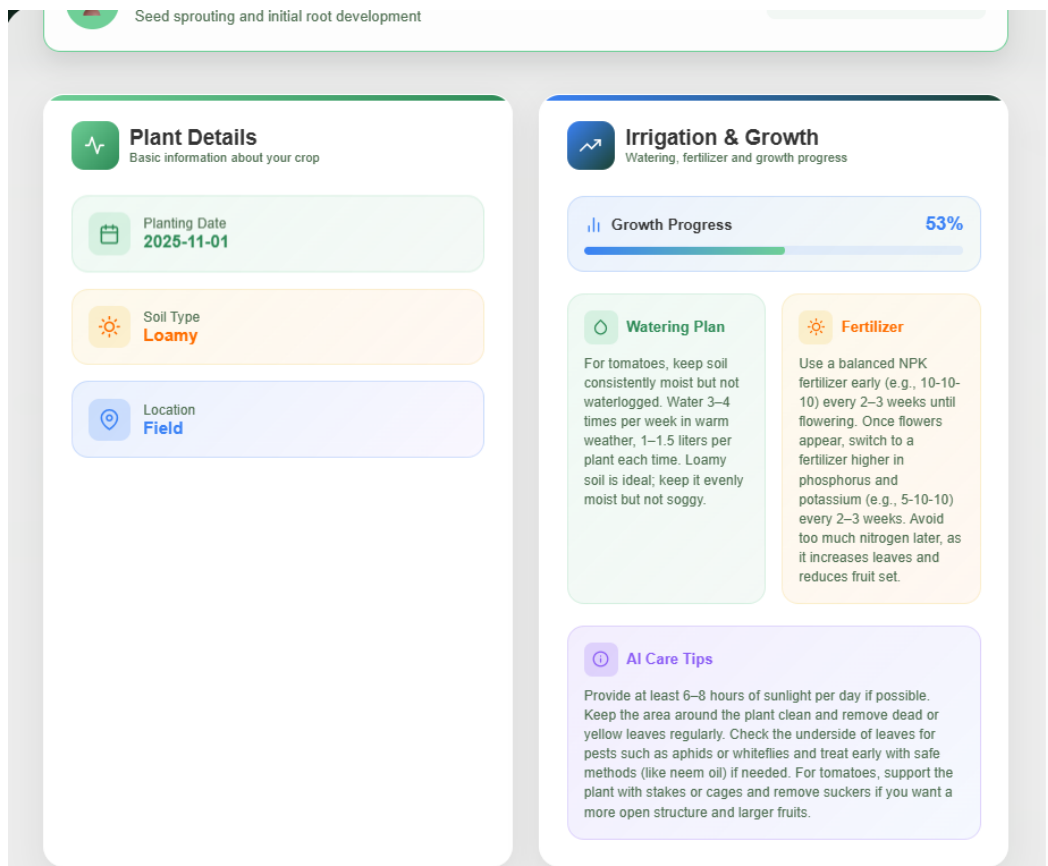 Seed sprouting and initial root development
Plant Details
Basic information about your crop
Planting Date
2025-11-01
Soil Type
Loamy
Location
Field
Irrigation & Growth
Watering, fertilizer and growth progress
Growth Progress
53%
Watering Plan
For tomatoes, keep soil
consistently moist but not
waterlogged. Water 3–4
times per week in warm
weather, 1–1.5 liters per
plant each time. Loamy
soil is ideal; keep it evenly
moist but not soggy.
Fertilizer
Use a balanced NPK
fertilizer early (e.g., 10-10-
10) every 2–3 weeks until
flowering. Once flowers
appear, switch to a
fertilizer higher in
phosphorus and
potassium (e.g., 5-10-10)
every 2–3 weeks. Avoid
too much nitrogen later, as
it increases leaves and
reduces fruit set.
AI Care Tips
Provide at least 6–8 hours of sunlight per day if possible.
Keep the area around the plant clean and remove dead or
yellow leaves regularly. Check the underside of leaves for
pests such as aphids or whiteflies and treat early with safe
methods (like neem oil) if needed. For tomatoes, support the
plant with stakes or cages and remove suckers if you want a
more open structure and larger fruits.